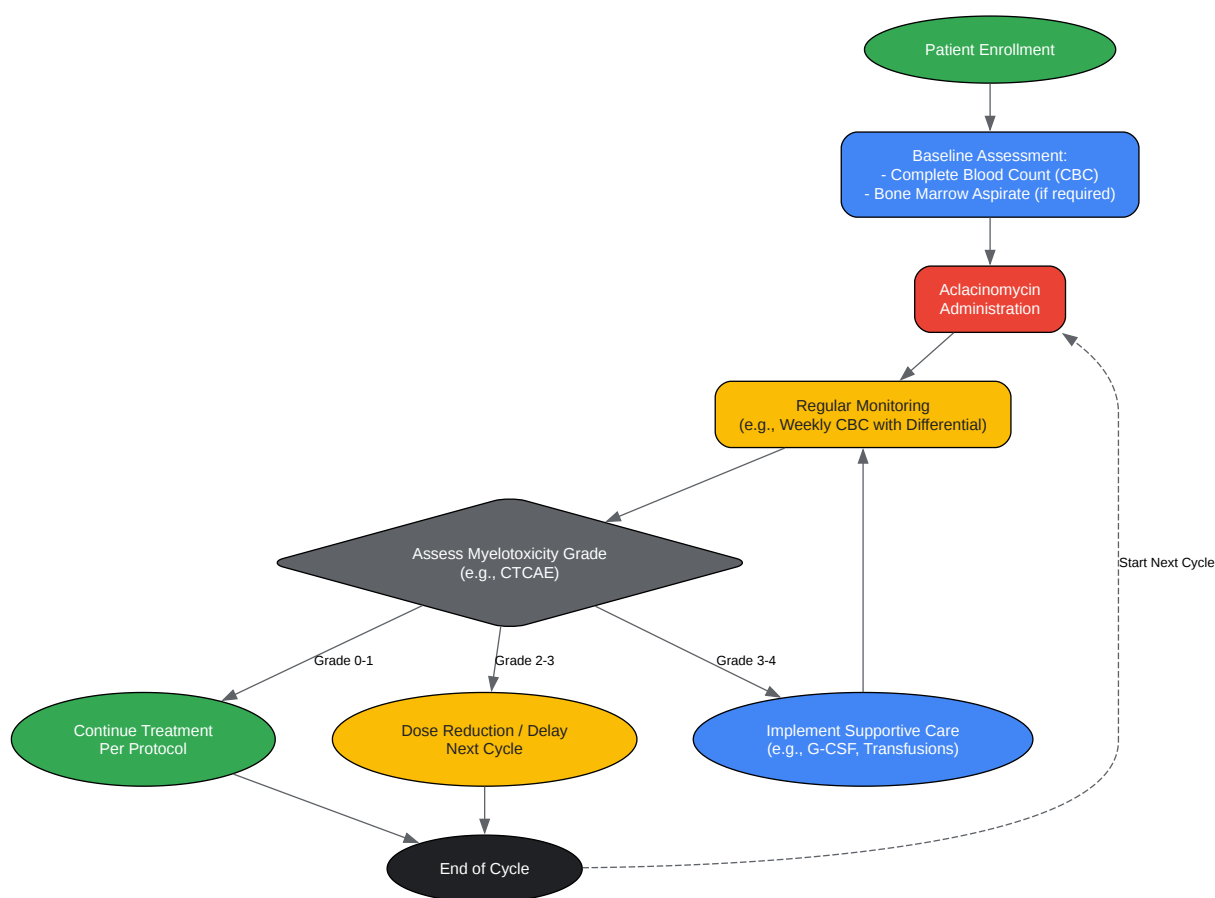 Patient Enrollment
Baseline Assessment:
- Complete Blood Count (CBC)
- Bone Marrow Aspirate (if required)
Aclacinomycin
Administration
Regular Monitoring
(e.g., Weekly CBC with Differential)
Assess Myelotoxicity Grade
(e.g., CTCAE)
Start Next Cycle
Grade 0-1
Grade 2-3
Grade 3-4
Continue Treatment
Per Protocol
Dose Reduction / Delay
Next Cycle
Implement Supportive Care
(e.g., G-CSF, Transfusions)
End of Cycle